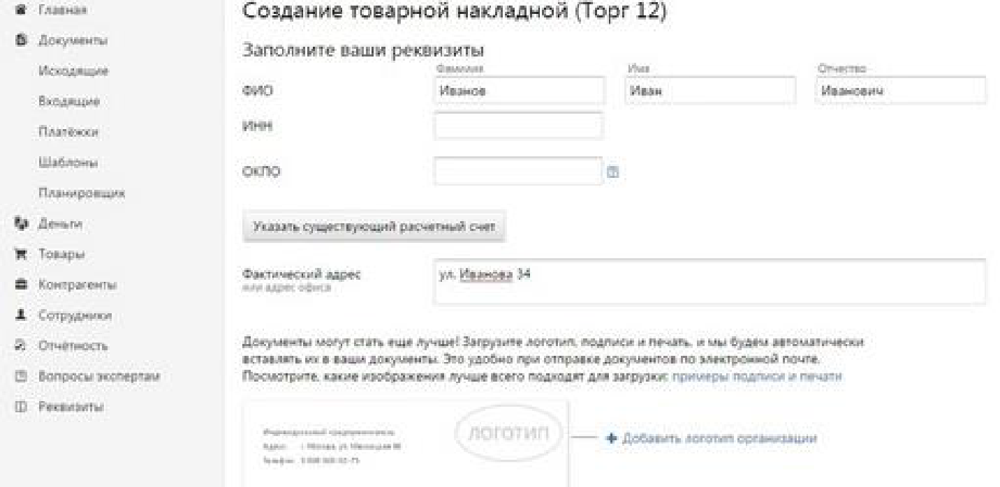 Главная
Документы
Исходящие
Входящие
Платёжки
Шаблоны
Планировщик
Деньги
Товары
Контрагенты
Сотрудники
Отчётность
Вопросы экспертам
Реквизиты
Создание товарной накладной (Торг 12)
Заполните ваши реквизиты
Фамилия Имя Отчество
ФИО Иванов Иван Иванович
ИНН
ОКПО
Указать существующий расчетный счет
Фактический адрес ул. Иванова 34
или адрес офиса
Документы могут стать еще лучше! Загрузите логотип, подписи и печать, и мы будем автоматически
вставлять их в ваши документы. Это удобно при отправке документов по электронной почте.
Посмотрите, какие изображения лучше всего подходят для загрузки: примеры подписи и печати
Индивидуальный предприниматель
ЛОГОТИП
Добавить логотип организации
Адрес: г. Москва, ул.
Телефон: